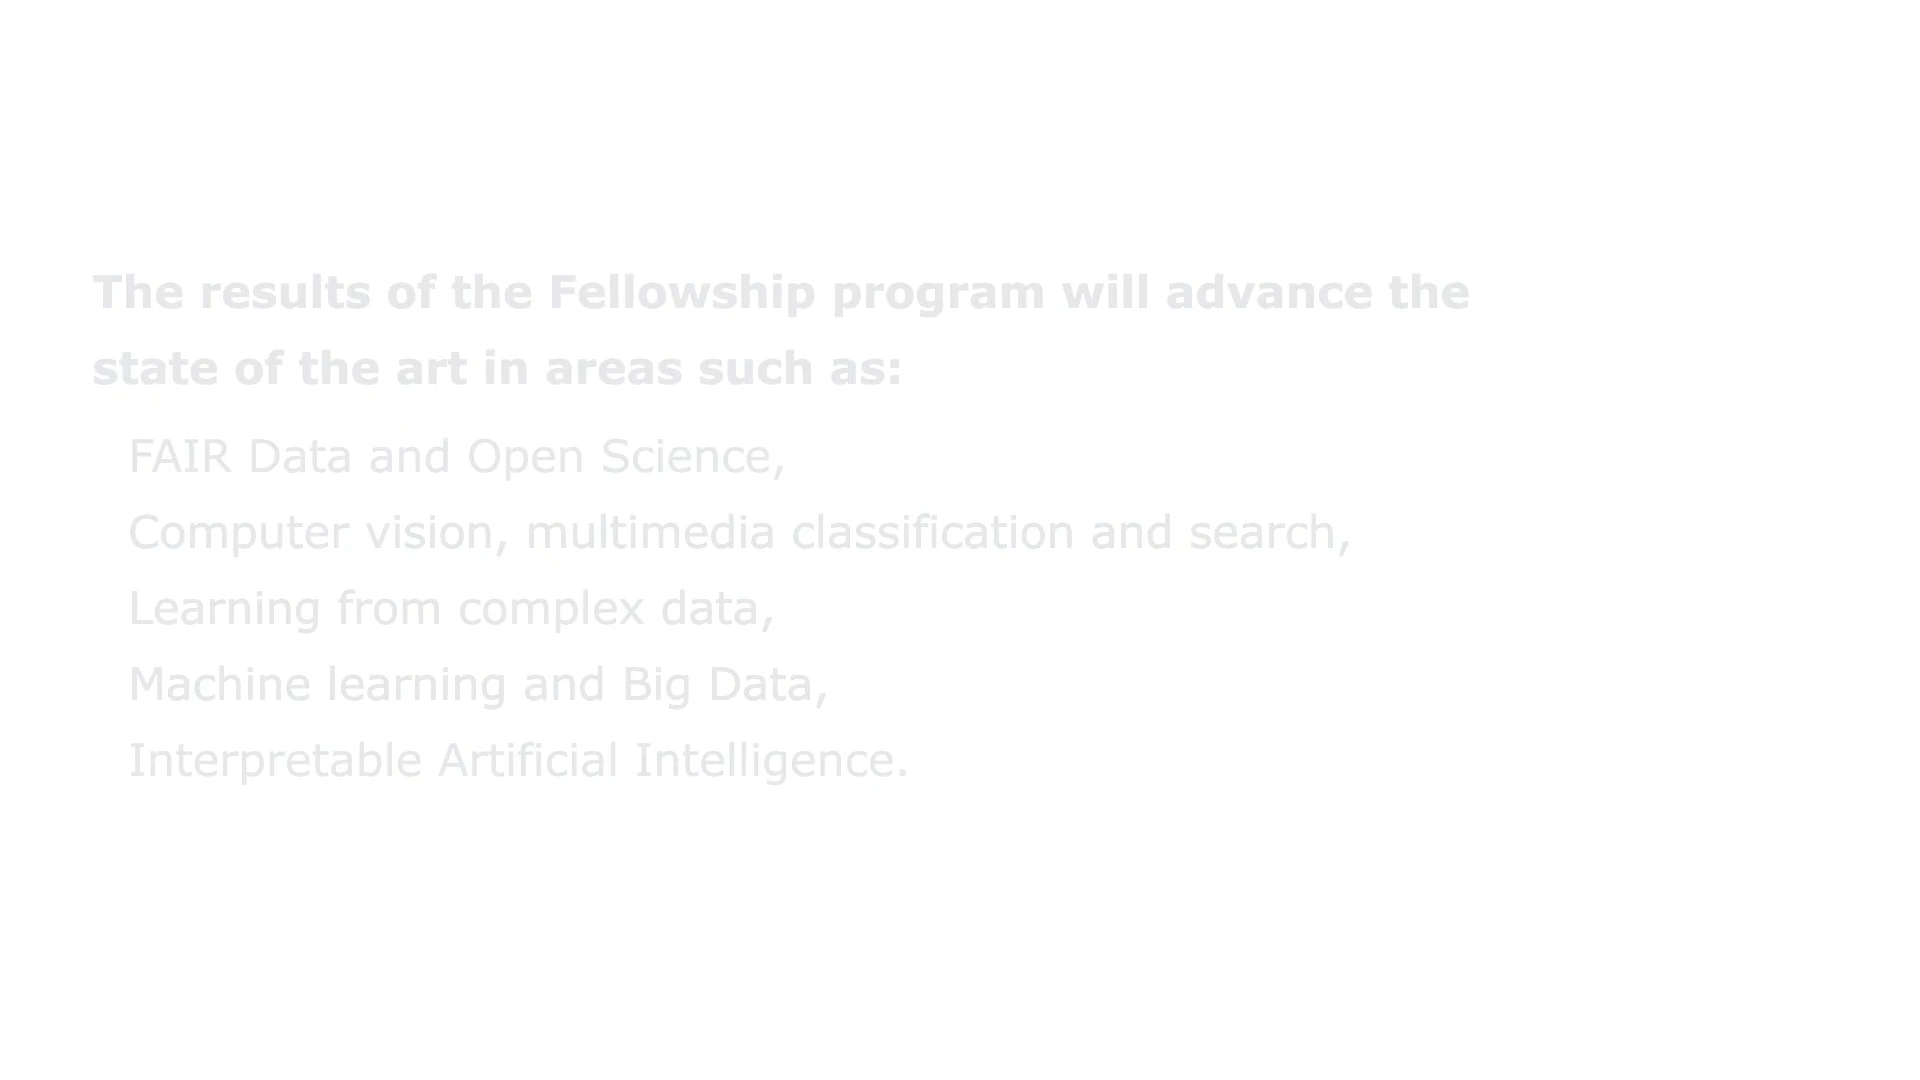 The results of the Fellowship program will advance the
state of the art in areas such as:
FAIR Data and Open Science,
Computer vision, multimedia classification and search,
Learning from complex data,
Machine learning and Big Data,
Interpretable Artificial Intelligence.